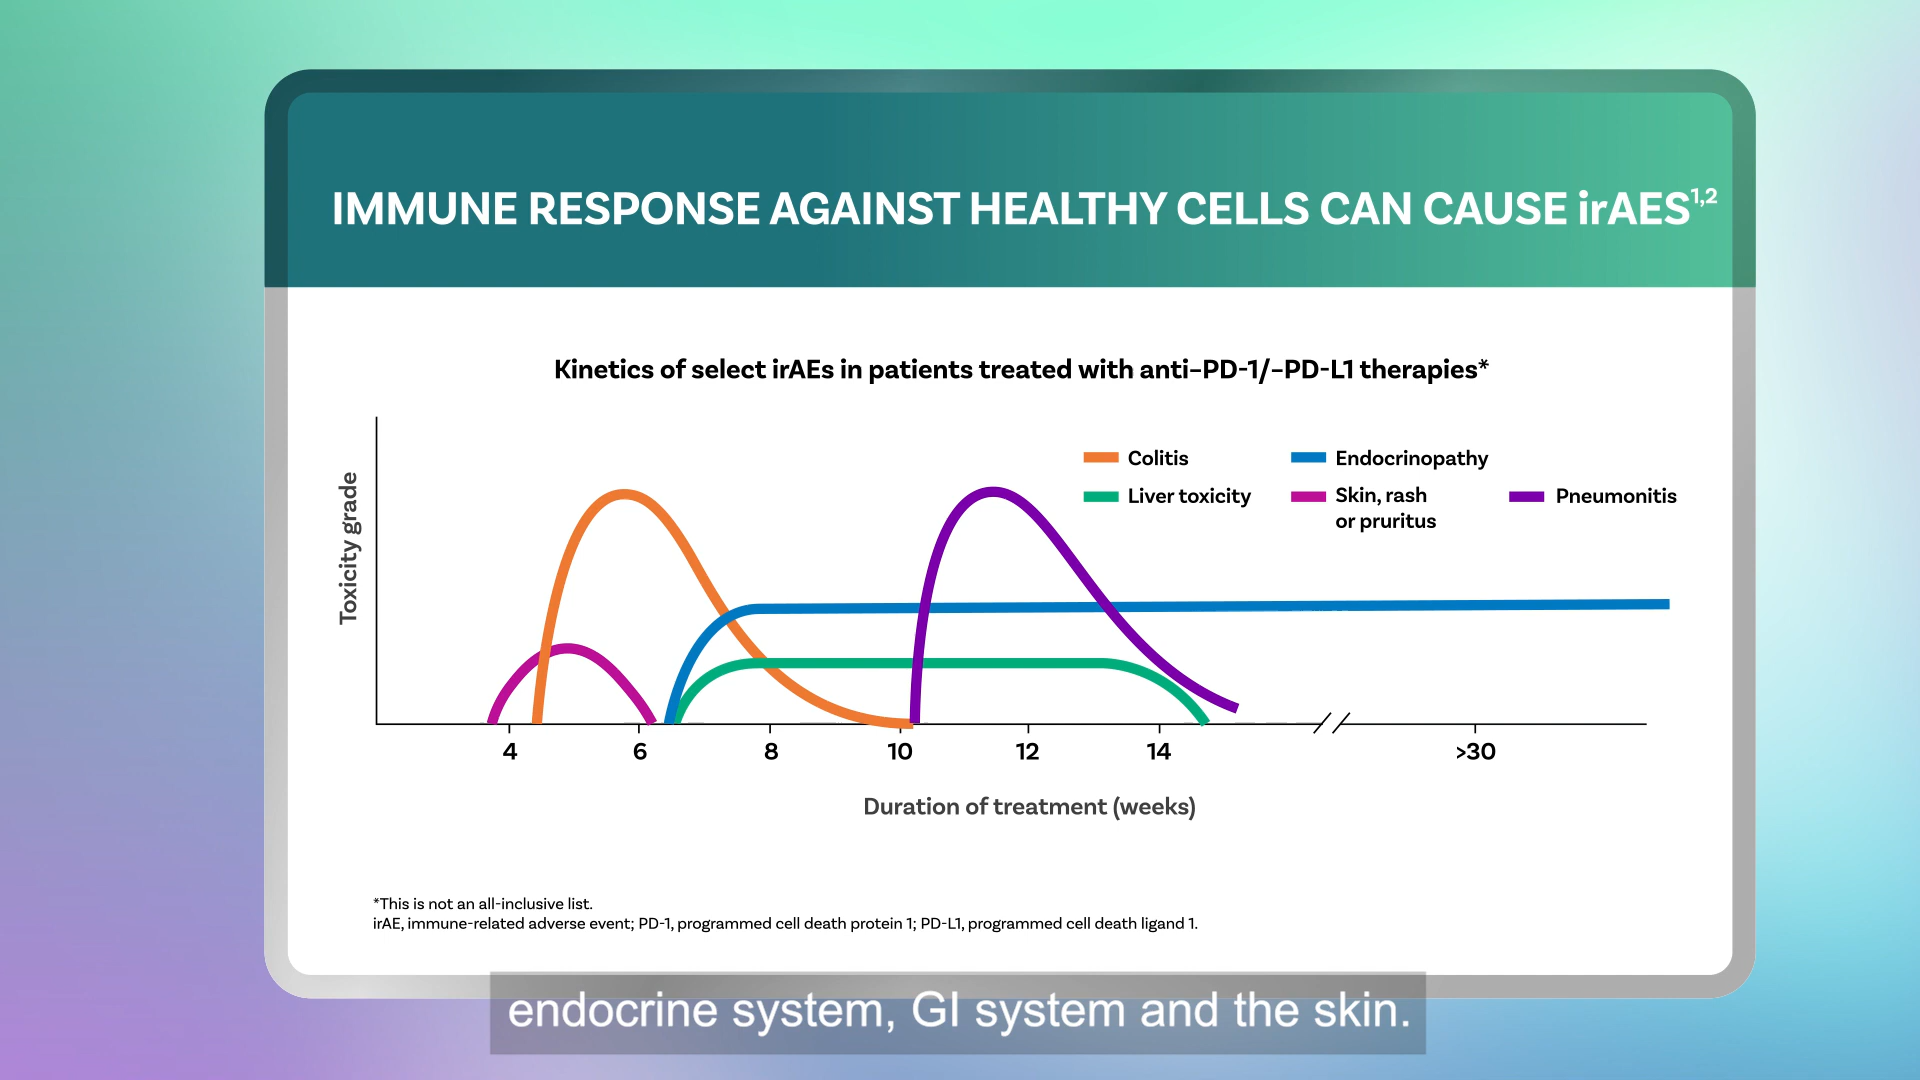 IMMUNE RESPONSE AGAINST HEALTHY CELLS CAN CAUSE irAES1,2
Kinetics of select irAEs in patients treated with anti–PD-1/–PD-L1 therapies*
Toxicity grade
Colitis
Endocrinopathy
Liver toxicity
Skin, rash
or pruritus
Pneumonitis
4 6 8 10 12 14 >30
Duration of treatment (weeks)
*This is not an all-inclusive list.
irAE, immune-related adverse event; PD-1, programmed cell death protein 1; PD-L1, programmed cell death ligand 1.
endocrine system, GI system and the skin.